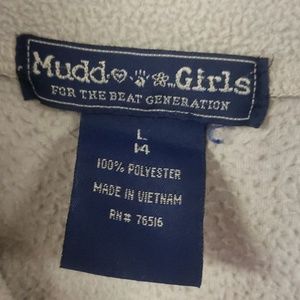 Mudd Girls
FOR THE BEAT GENERATION
L
14
100% POLYESTER
MADE IN VIETNAM
RN# 76516